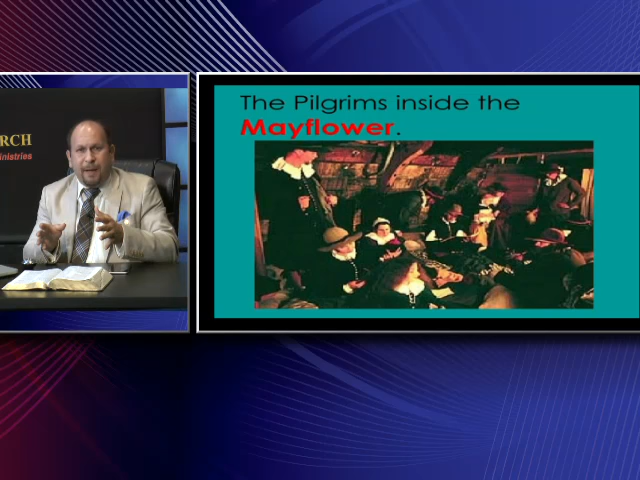 RCH
inistries
The Pilgrims inside the
Mayflower.